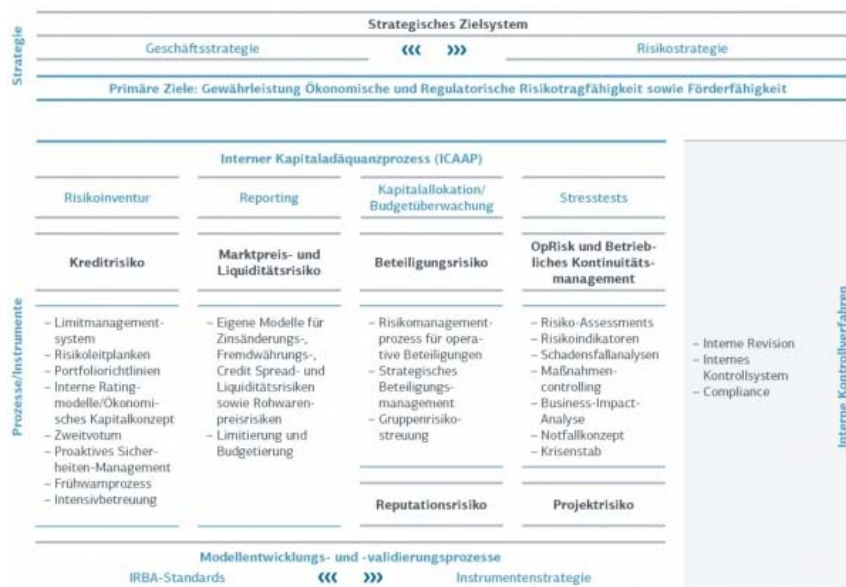 Strategie
Strategisches Zielsystem
Geschäftsstrategie ‹‹‹ ››› Risikostrategie
Primäre Ziele: Gewährleistung Ökonomische und Regulatorische Risikotragfähigkeit sowie Förderfähigkeit
Prozesse/Instrumente
Interner Kapitaladäquanzprozess (ICAAP)
Risikoinventur
Reporting
Kapitalallokation/
Budgetüberwachung
Stresstests
Kreditrisiko
– Limitmanagement-
system
– Risikoleitplanken
– Portfoliorichtlinien
– Interne Rating-
modelle/Ökonomi-
sches Kapitalkonzept
– Zweitvotum
– Proaktives Sicher-
heiten-Management
– Frühwarnprozess
– Intensivbetreuung
Marktpreis- und
Liquiditätsrisiko
– Eigene Modelle für
Zinsänderungs-,
Fremdwährungs-,
Credit Spread- und
Liquiditätsrisiken
sowie Rohwaren-
preisrisiken
– Limitierung und
Budgetierung
Beteiligungsrisiko
– Risikomanagement-
prozess für opera-
tive Beteiligungen
– Strategisches
Beteiligungs-
management
– Gruppenrisiko-
streuung
Reputationsrisiko
OpRisk und Betrieb-
liches Kontinuitäts-
management
– Risiko-Assessments
– Risikoindikatoren
– Schadensfallanalysen
– Maßnahmen-
controlling
– Business-Impact-
Analyse
– Notfallkonzept
– Krisenstab
Projektrisiko
Modellentwicklungs- und -validierungsprozesse
IRBA-Standards ‹‹‹ ››› Instrumentenstrategie
– Interne Revision
– Internes
Kontrollsystem
– Compliance
Interne Kontrollverfahren